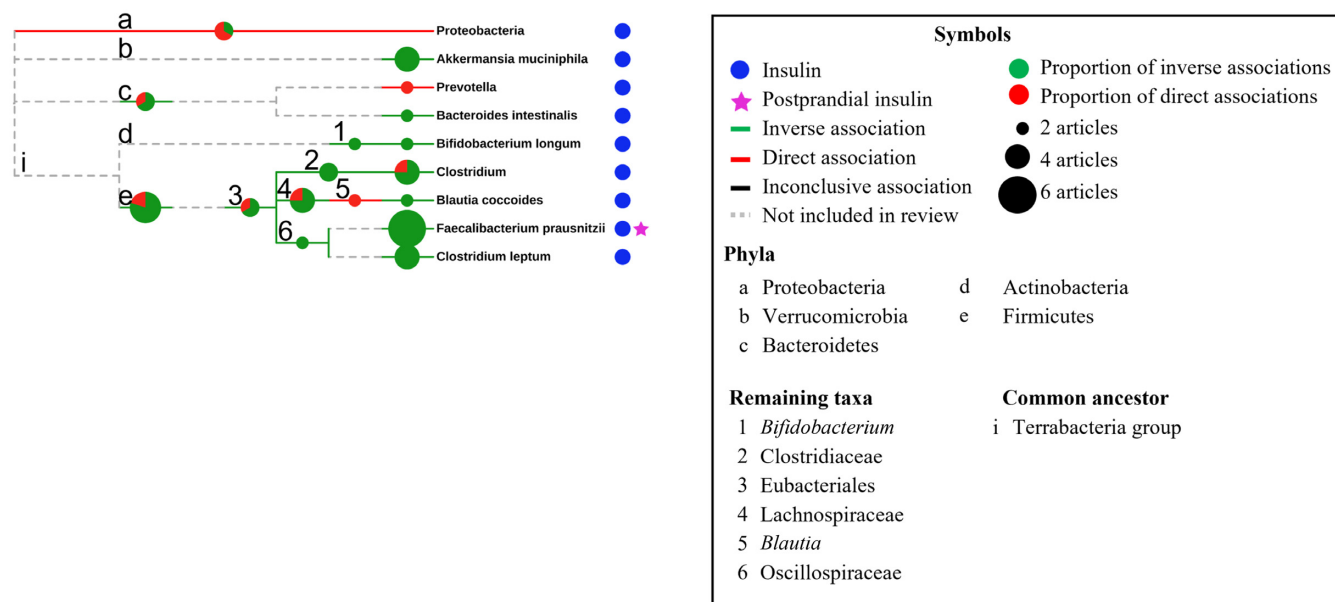 a
Proteobacteria
b
Akkermansia muciniphila
Prevotella
c
Bacteroides intestinalis
d
1
Bifidobacterium longum
i
2
Clostridium
e
3
4
5
Blautia coccoides
6
Faecalibacterium prausnitzii
Clostridium leptum
Symbols
Insulin
Proportion of inverse associations
Postprandial insulin
Proportion of direct associations
Inverse association
2 articles
Direct association
4 articles
Inconclusive association
6 articles
Not included in review
Phyla
a Proteobacteria
d Actinobacteria
b Verrucomicrobia
e Firmicutes
c Bacteroidetes
Remaining taxa
1 Bifidobacterium
2 Clostridiaceae
3 Eubacteriales
4 Lachnospiraceae
5 Blautia
6 Oscillospiraceae
Common ancestor
i Terrabacteria group